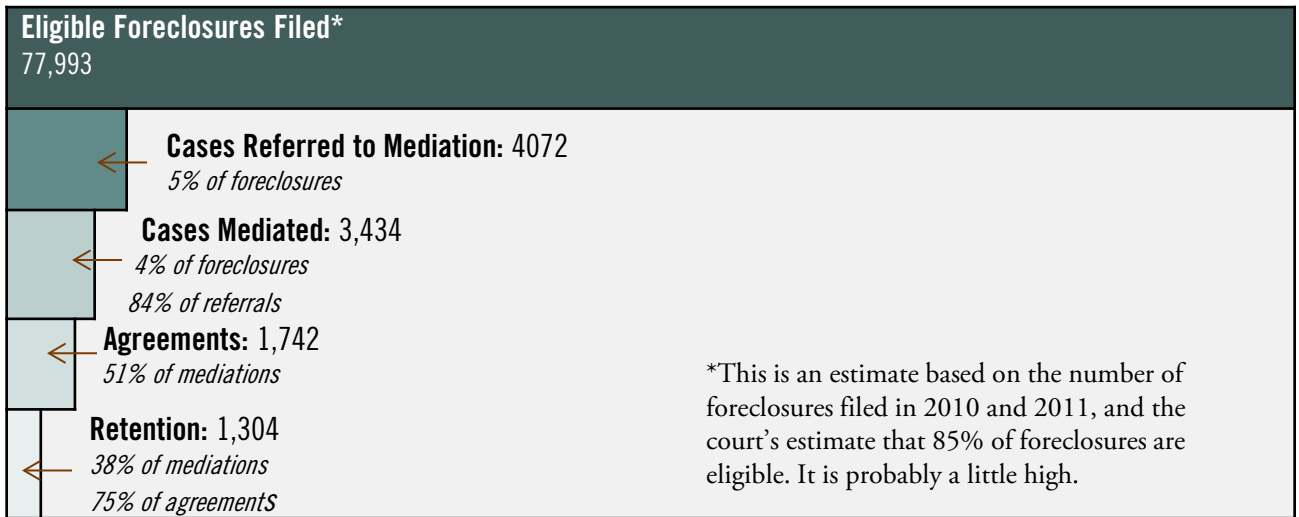 Eligible Foreclosures Filed*
77,993
Cases Referred to Mediation: 4072
5% of foreclosures
Cases Mediated: 3,434
4% of foreclosures
84% of referrals
Agreements: 1,742
51% of mediations
Retention: 1,304
38% of mediations
75% of agreements
*This is an estimate based on the number of
foreclosures filed in 2010 and 2011, and the
court’s estimate that 85% of foreclosures are
eligible. It is probably a little high.